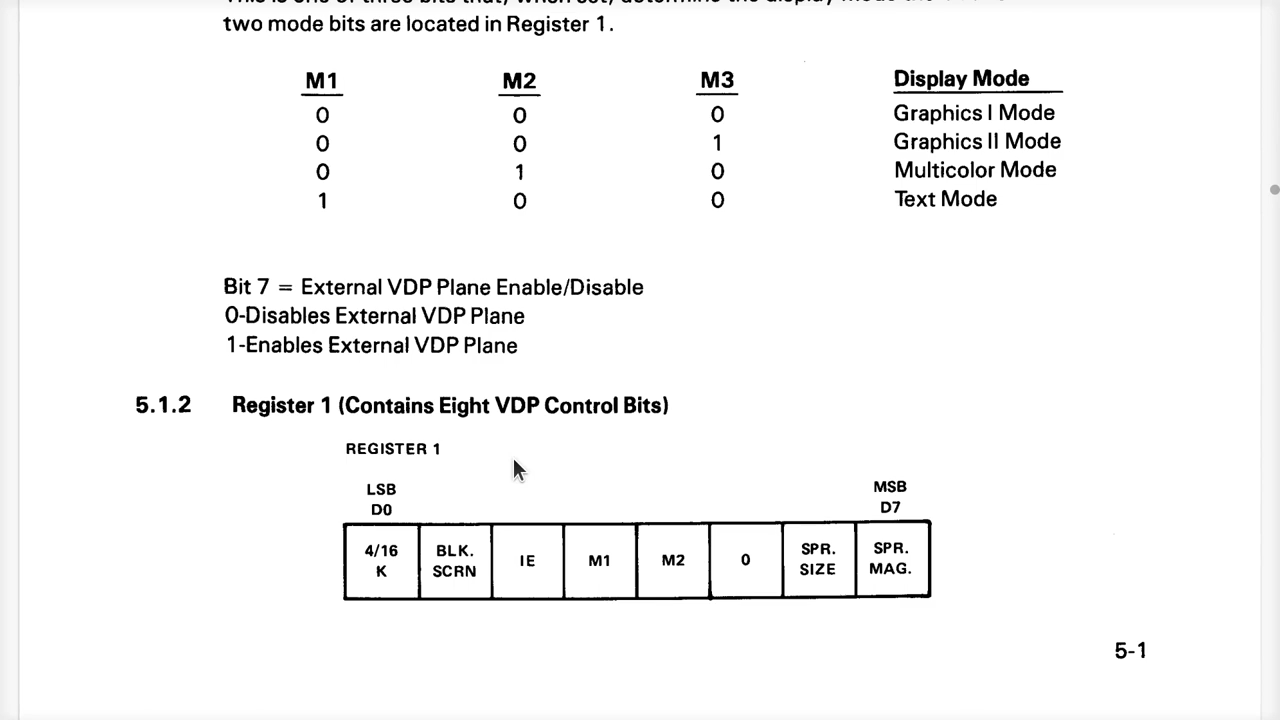 two mode bits are located in Register 1.
M1 M2 M3 Display Mode
0 0 0 Graphics I Mode
0 0 1 Graphics II Mode
0 1 0 Multicolor Mode
1 0 0 Text Mode
Bit 7 = External VDP Plane Enable/Disable
0-Disables External VDP Plane
1-Enables External VDP Plane
5.1.2 Register 1 (Contains Eight VDP Control Bits)
REGISTER 1
LSB MSB
D0 D7
4/16 K BLK. SCRN IE M1 M2 0 SPR. SIZE SPR. MAG.
5-1